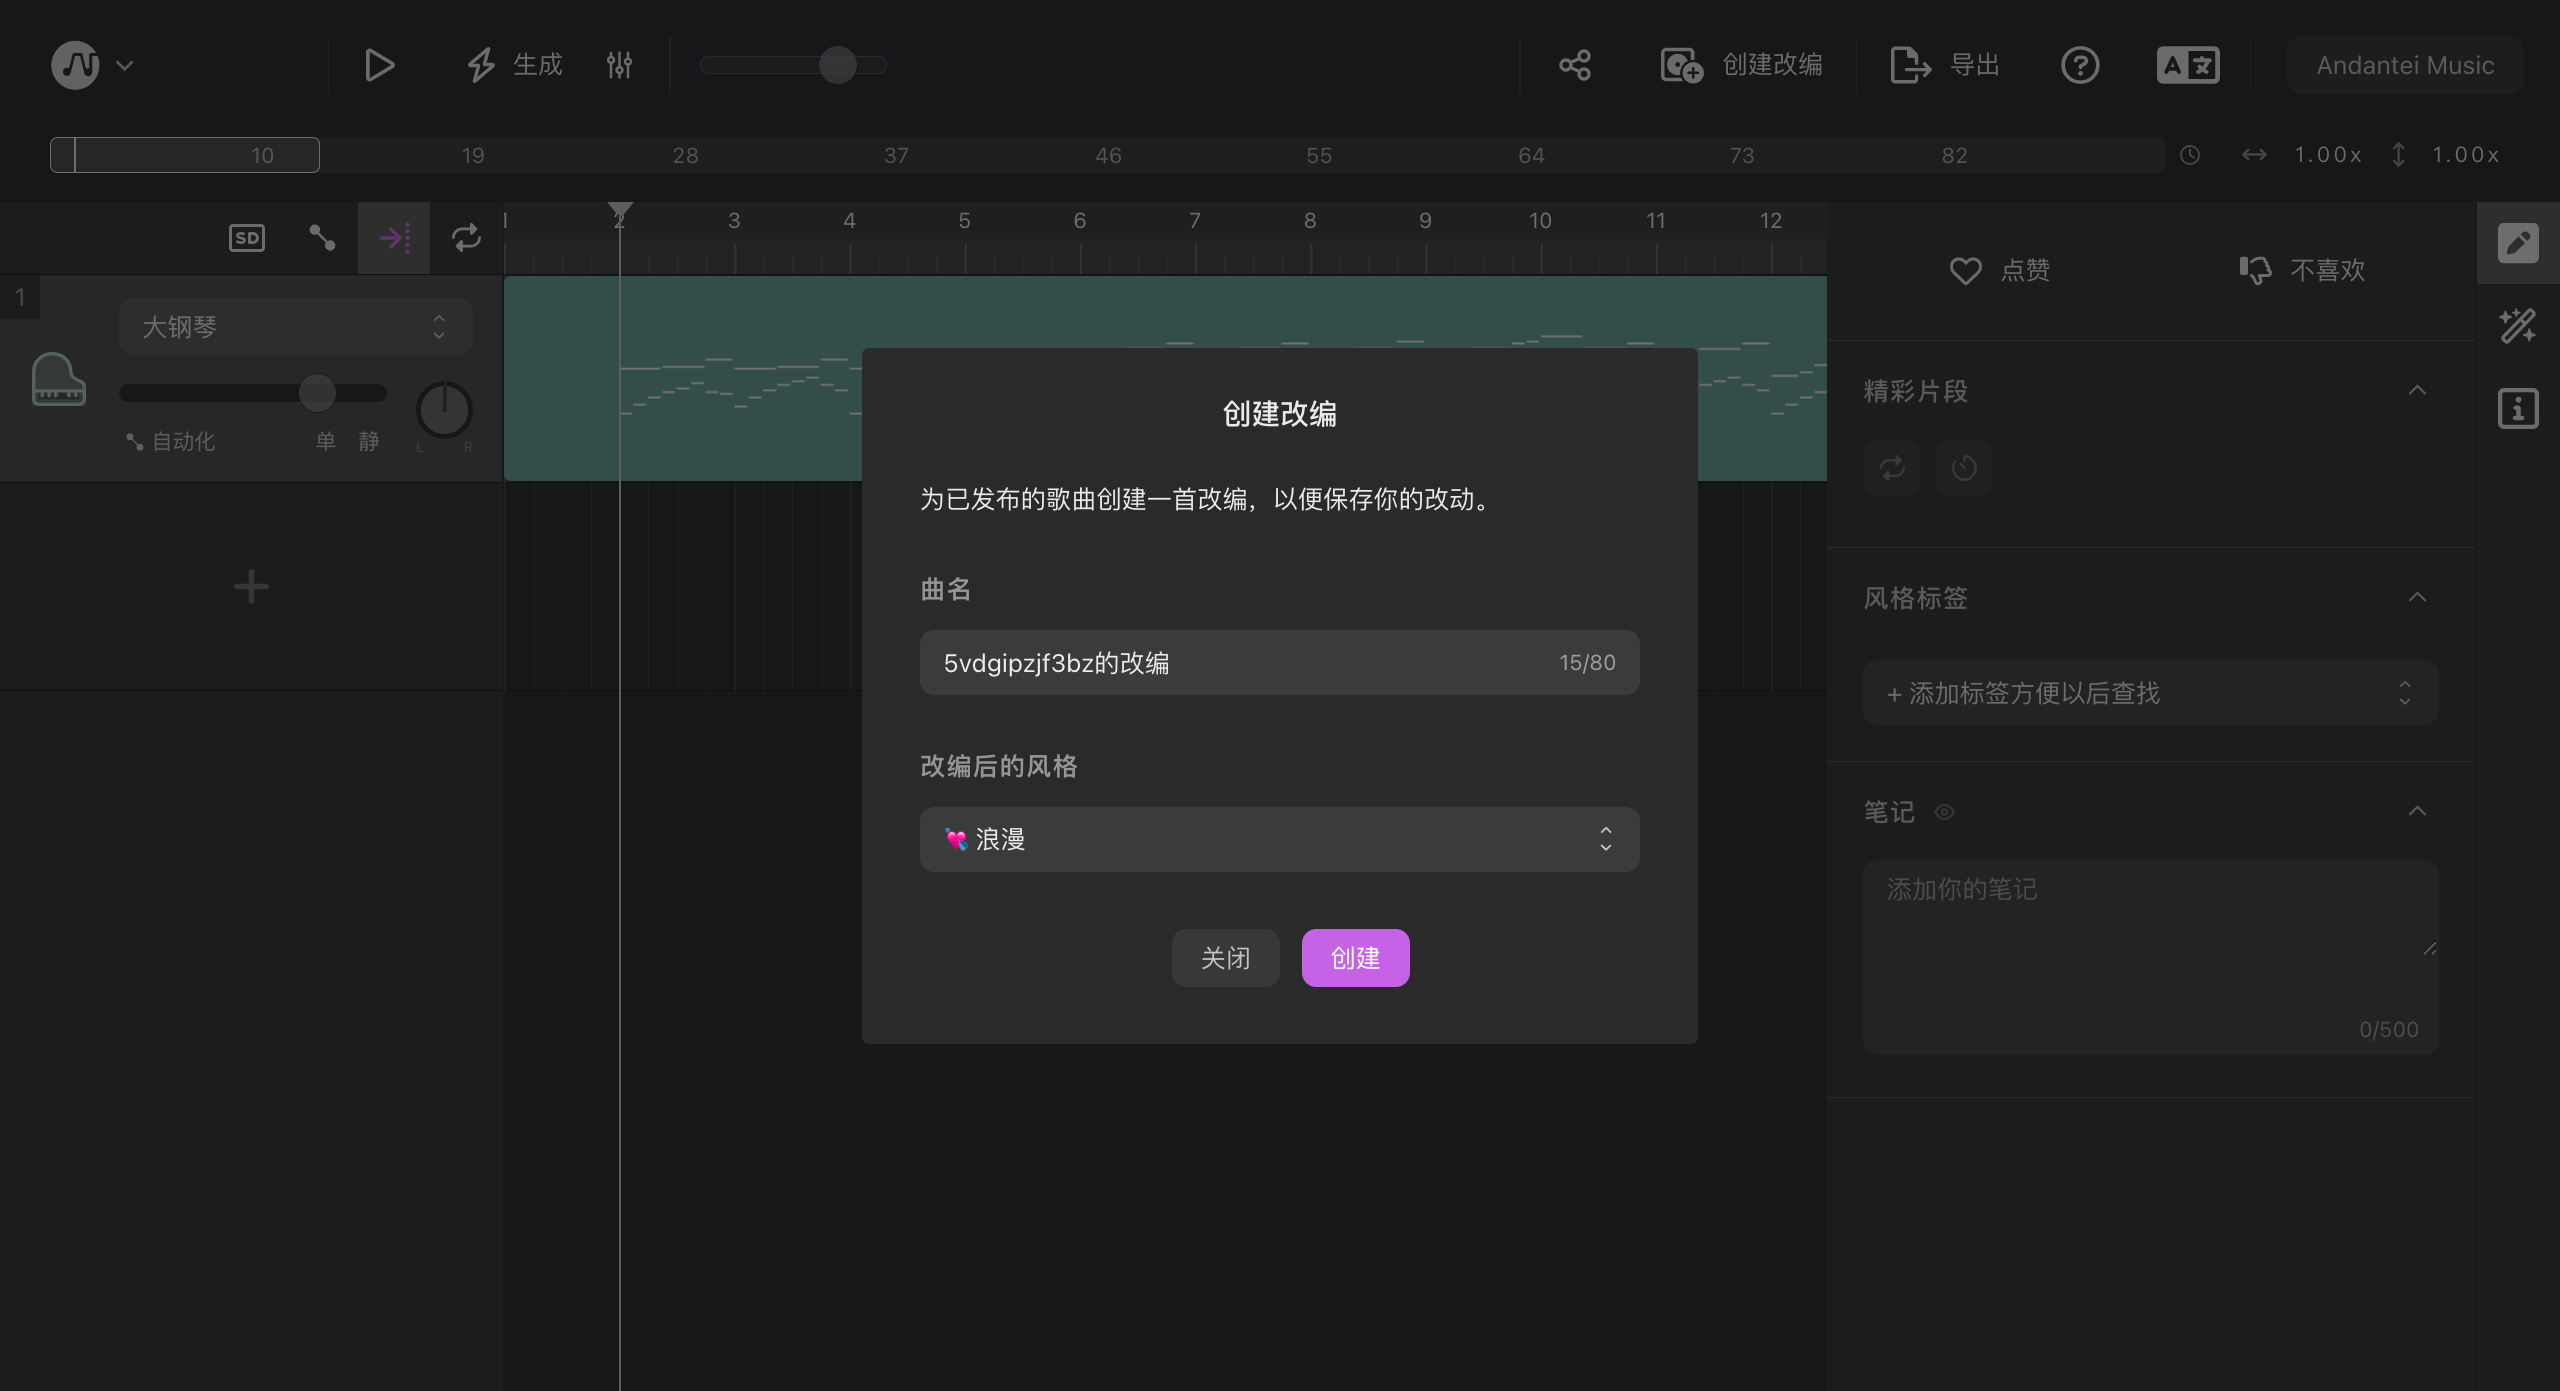 生成
创建改编
导出
A 文
Andantei Music
10 19 28 37 46 55 64 73 82
1.00x
1.00x
SD
1 2 3 4 5 6 7 8 9 10 11 12
点赞
不喜欢
1
大钢琴
自动化
单 静
L R
精彩片段
创建改编
为已发布的歌曲创建一首改编，以便保存你的改动。
曲名
5vdgipzjf3bz的改编
15/80
改编后的风格
💘 浪漫
关闭
创建
风格标签
+ 添加标签方便以后查找
笔记
添加你的笔记
0/500